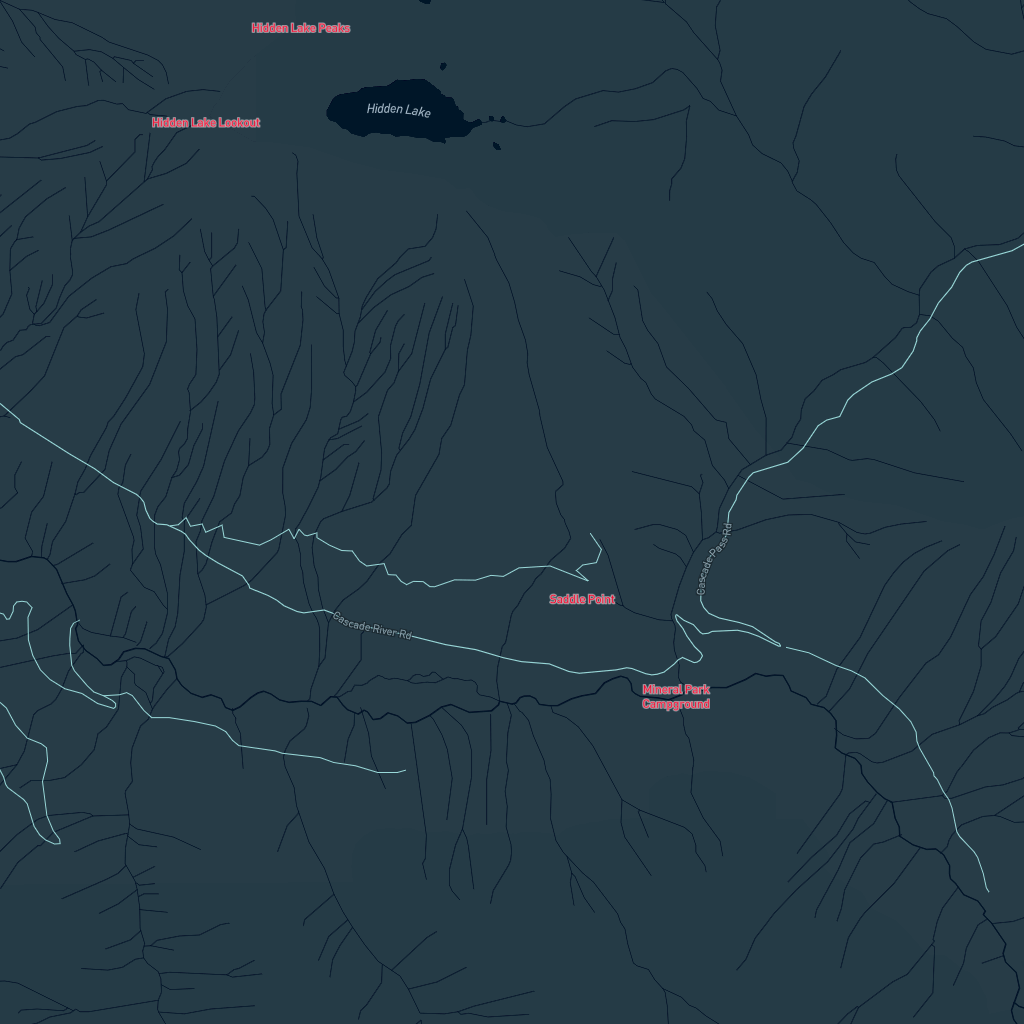 Hidden Lake Peaks
Hidden Lake
Hidden Lake Lookout
Cascade Pass Rd
Saddle Point
Cascade River Rd
Mineral Park
Campground